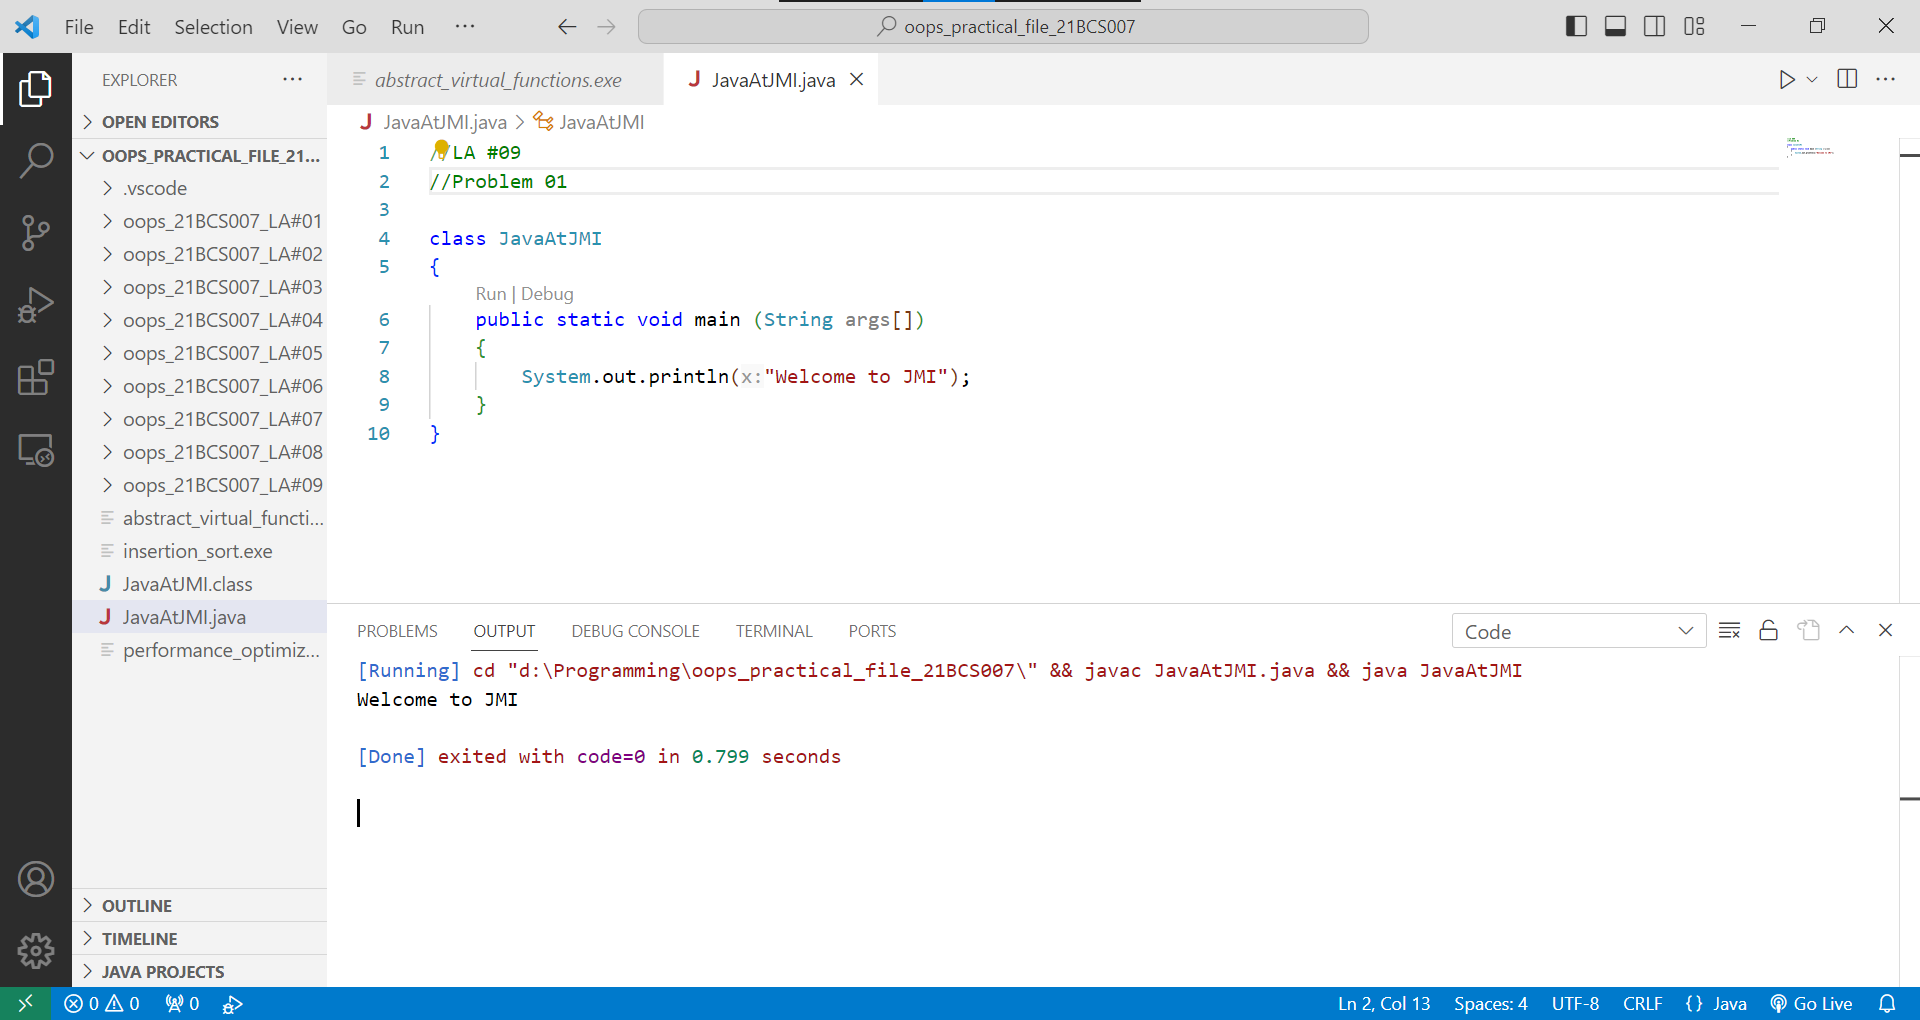 File Edit Selection View Go Run ··· oops_practical_file_21BCS007
EXPLORER ···
OPEN EDITORS
OOPS_PRACTICAL_FILE_21...
.vscode
oops_21BCS007_LA#01
oops_21BCS007_LA#02
oops_21BCS007_LA#03
oops_21BCS007_LA#04
oops_21BCS007_LA#05
oops_21BCS007_LA#06
oops_21BCS007_LA#07
oops_21BCS007_LA#08
oops_21BCS007_LA#09
abstract_virtual_functi...
insertion_sort.exe
J JavaAtJMI.class
J JavaAtJMI.java
performance_optimiz...
OUTLINE
TIMELINE
JAVA PROJECTS
abstract_virtual_functions.exe J JavaAtJMI.java
J JavaAtJMI.java > JavaAtJMI
1 //LA #09
2 //Problem 01
3
4 class JavaAtJMI
5 {
Run | Debug
6 public static void main (String args[])
7 {
8 System.out.println(x:"Welcome to JMI");
9 }
10 }
PROBLEMS OUTPUT DEBUG CONSOLE TERMINAL PORTS Code
[Running] cd "d:\Programming\oops_practical_file_21BCS007\" && javac JavaAtJMI.java && java JavaAtJMI
Welcome to JMI
[Done] exited with code=0 in 0.799 seconds
0 0 0 Ln 2, Col 13 Spaces: 4 UTF-8 CRLF {} Java Go Live